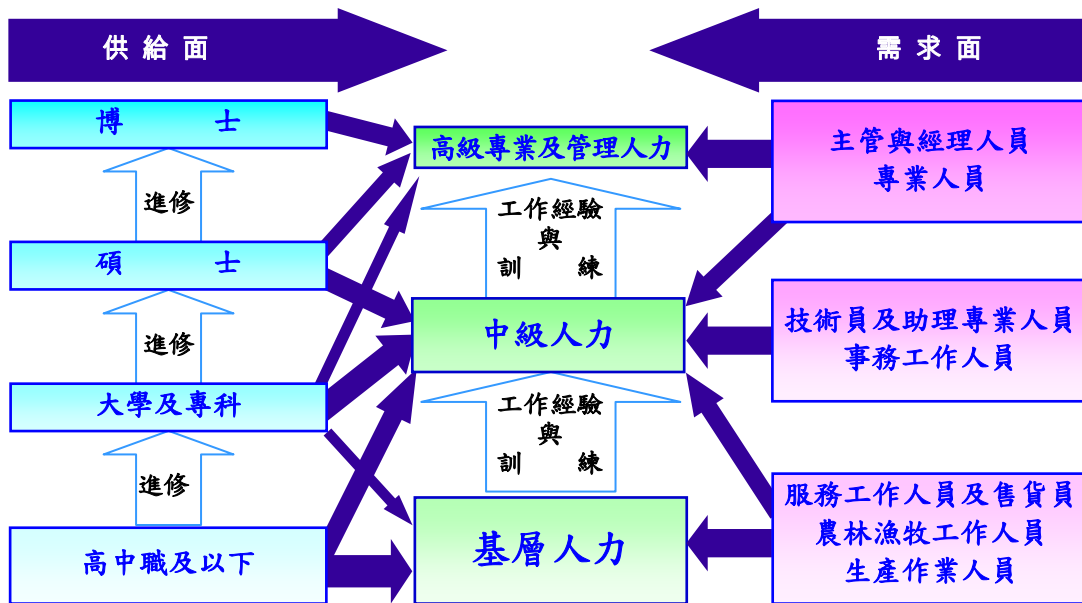 供給面
需求面
博士
進修
碩士
進修
大學及專科
進修
高中職及以下
高級專業及管理人力
工作經驗
與
訓練
中級人力
工作經驗
與
訓練
基層人力
主管與經理人員
專業人員
技術員及助理專業人員
事務工作人員
服務工作人員及售貨員
農林漁牧工作人員
生產作業人員